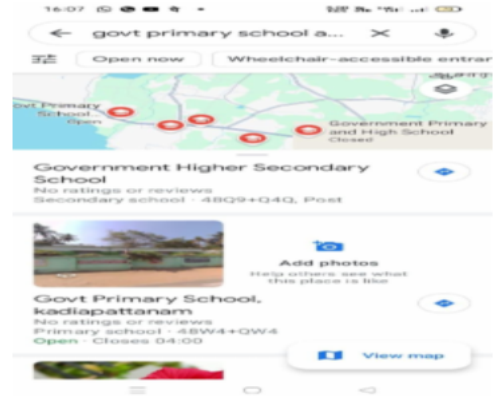 16:07
govt primary school a...
Open now
Wheelchair-accessible entran
ovt Primary
School...
Open
Government Primary
and High School
Closed
Government Higher Secondary
School
No ratings or reviews
Secondary school · 48Q9+Q4Q, Post
Add photos
Help others see what
this place is like
Govt Primary School,
kadiapattanam
No ratings or reviews
Primary school · 48W4+QW4
Open · Closes 04:00
View map